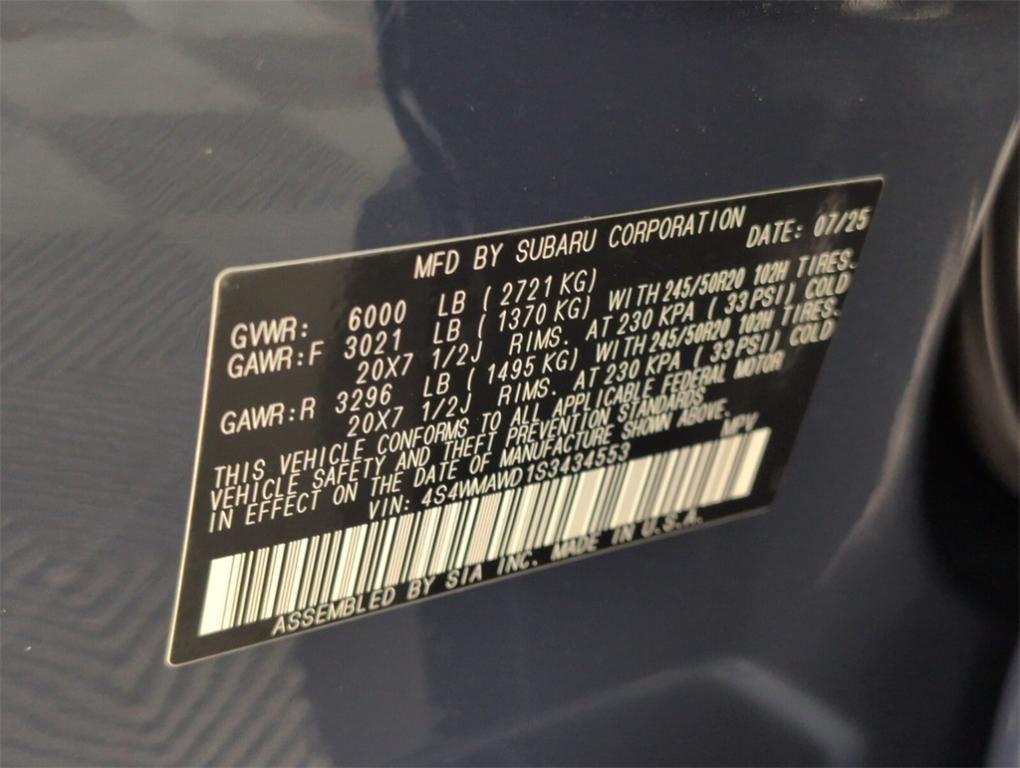 MFD BY SUBARU CORPORATION DATE: 07/25
GVWR: 6000 LB ( 2721 KG)
GAWR:F 3021 LB ( 1370 KG) WITH 245/50R20 102H TIRES.
20X7 1/2J RIMS. AT 230 KPA ( 33 PSI) COLD
GAWR:R 3296 LB ( 1495 KG) WITH 245/50R20 102H TIRES.
20X7 1/2J RIMS. AT 230 KPA ( 33 PSI) COLD
THIS VEHICLE CONFORMS TO ALL APPLICABLE FEDERAL MOTOR
VEHICLE SAFETY AND THEFT PREVENTION STANDARDS
IN EFFECT ON THE DATE OF MANUFACTURE SHOWN ABOVE.
VIN: 4S4WMAWD1S3434553 MPV
ASSEMBLED BY SIA INC. MADE IN U.S.A.